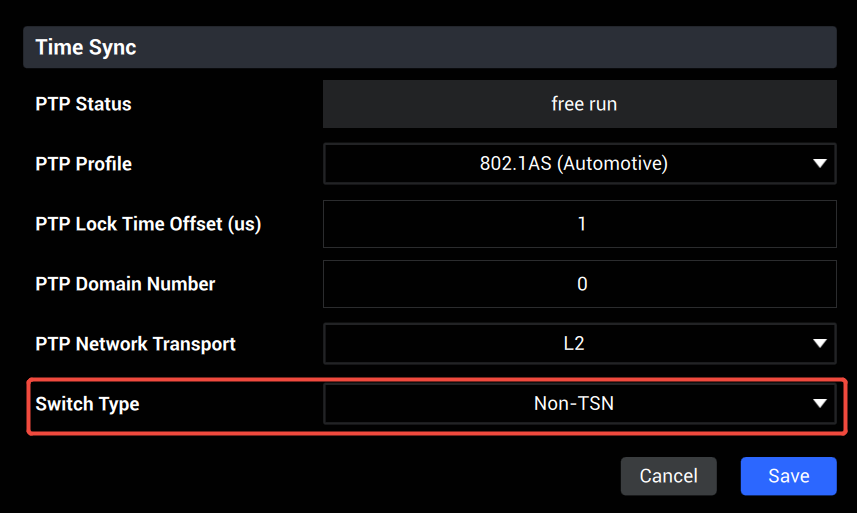 Time Sync
PTP Status free run
PTP Profile 802.1AS (Automotive)
PTP Lock Time Offset (us) 1
PTP Domain Number 0
PTP Network Transport L2
Switch Type Non-TSN
Cancel Save